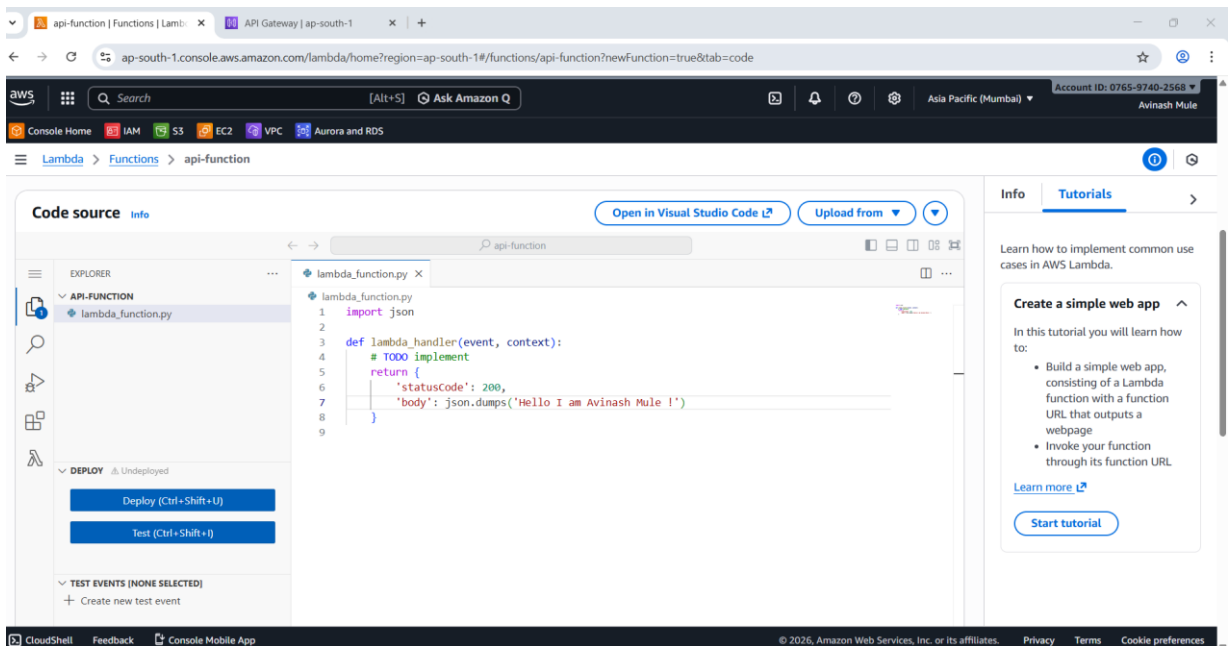 api-function | Functions | Lamb
API Gateway | ap-south-1
ap-south-1.console.aws.amazon.com/lambda/home?region=ap-south-1#/functions/api-function?newFunction=true&tab=code
aws
Search
[Alt+S]
Ask Amazon Q
Asia Pacific (Mumbai)
Account ID: 0765-9740-2568
Avinash Mule
Console Home
IAM
S3
EC2
VPC
Aurora and RDS
Lambda > Functions > api-function
Code source Info
Open in Visual Studio Code
Upload from
api-function
EXPLORER
API-FUNCTION
lambda_function.py
1
DEPLOY Undeployed
Deploy (Ctrl+Shift+U)
Test (Ctrl+Shift+I)
TEST EVENTS [NONE SELECTED]
+ Create new test event
lambda_function.py
lambda_function.py
1 import json
2
3 def lambda_handler(event, context):
4 # TODO implement
5 return {
6 'statusCode': 200,
7 'body': json.dumps('Hello I am Avinash Mule !')
8 }
9
Info
Tutorials
Learn how to implement common use
cases in AWS Lambda.
Create a simple web app
In this tutorial you will learn how
to:
• Build a simple web app,
consisting of a Lambda
function with a function
URL that outputs a
webpage
• Invoke your function
through its function URL
Learn more
Start tutorial
CloudShell
Feedback
Console Mobile App
© 2026, Amazon Web Services, Inc. or its affiliates.
Privacy
Terms
Cookie preferences